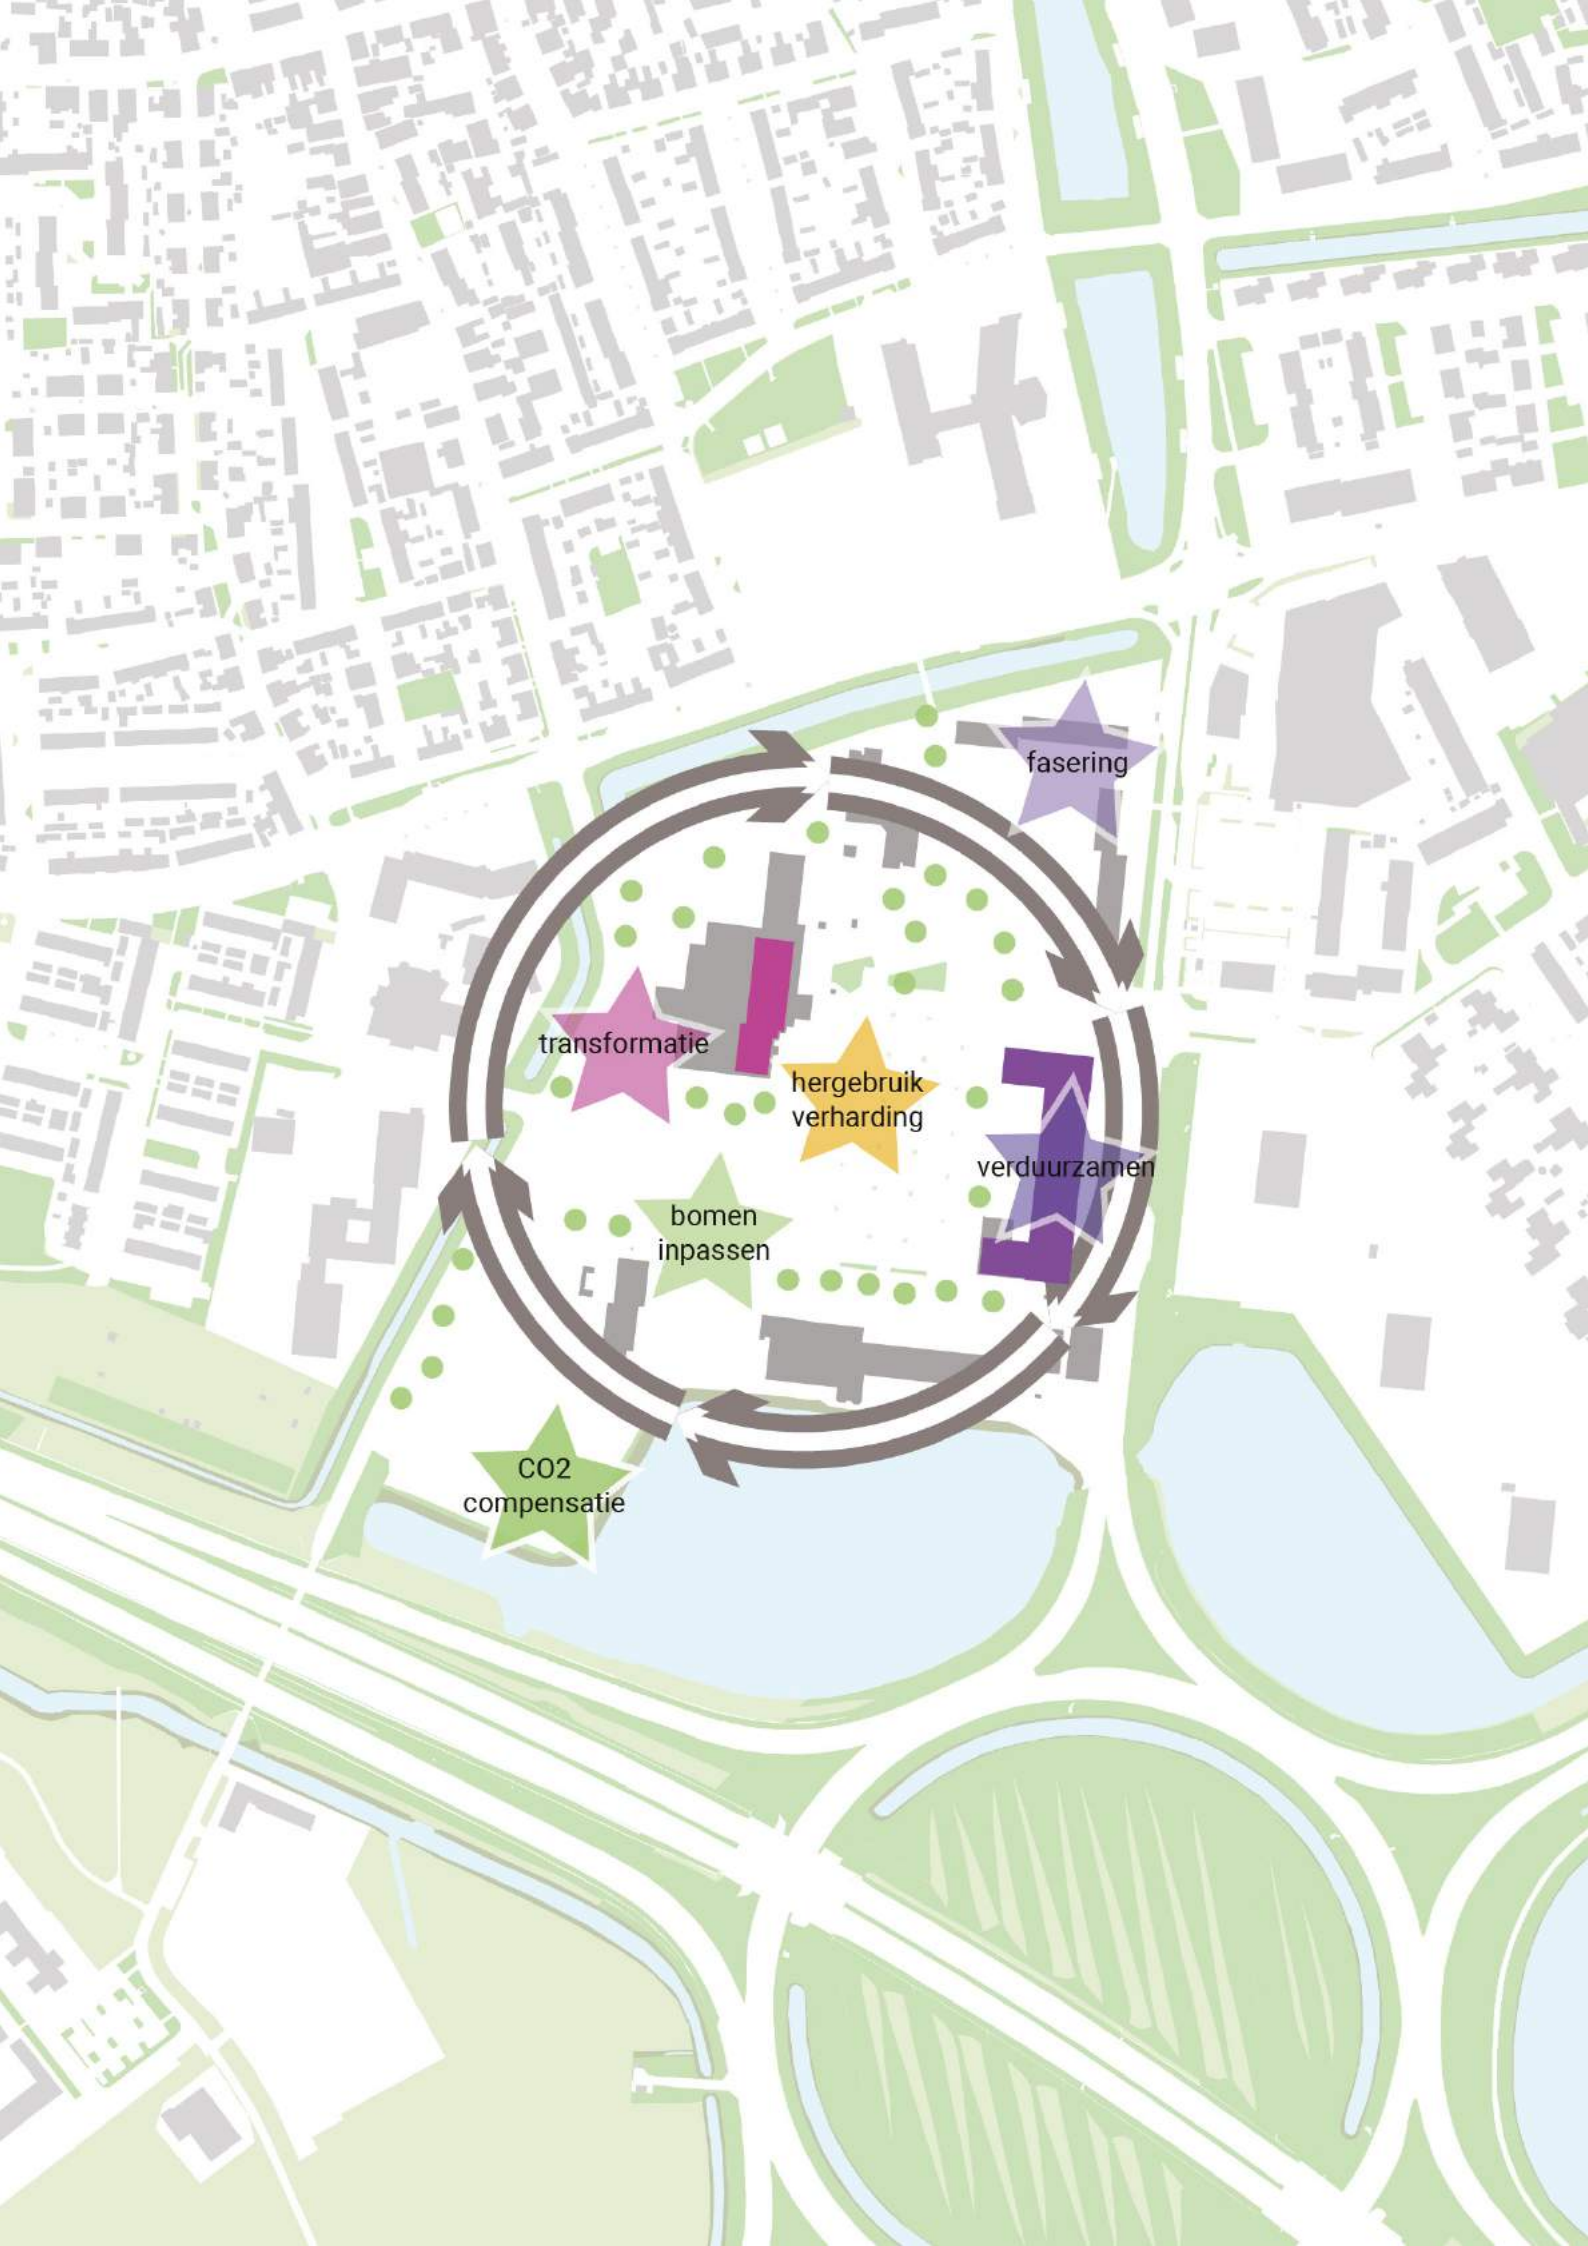 fasering
transformatie
hergebruik
verharding
verduurzamen
bomen
inpassen
CO2
compensatie